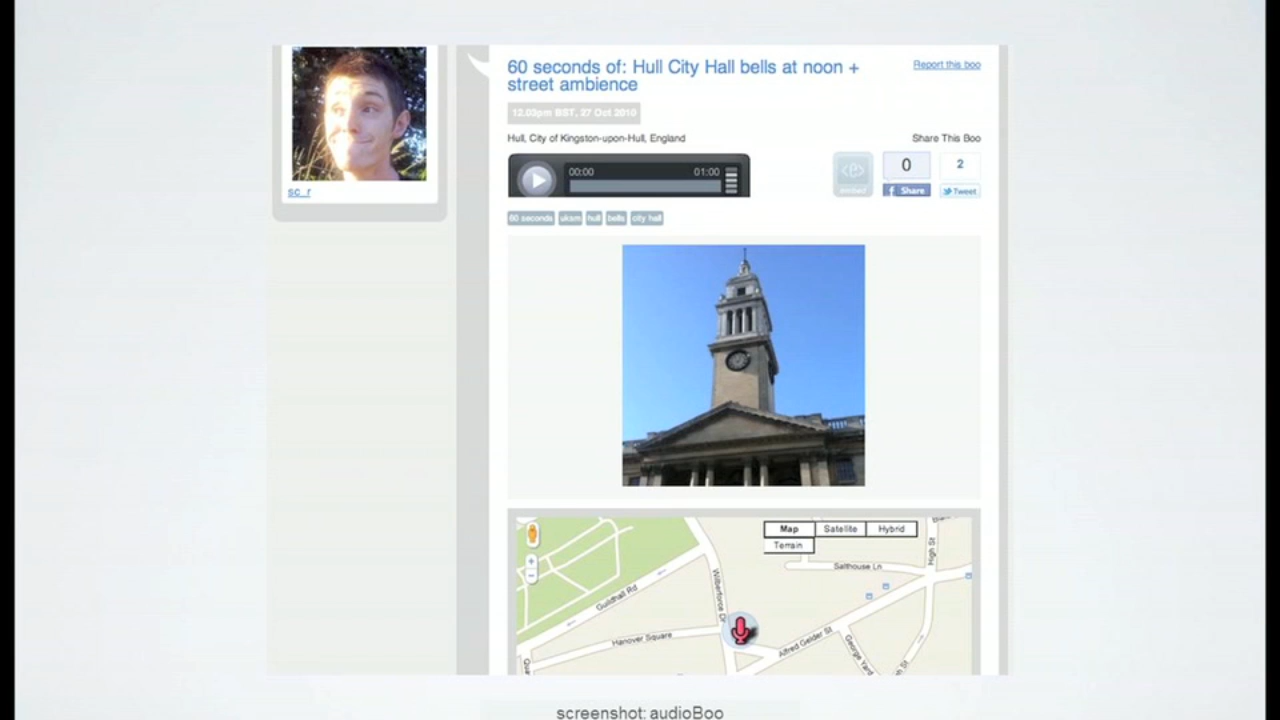 60 seconds of: Hull City Hall bells at noon +
street ambience
Report this boo
12.03pm BST, 27 Oct 2010
Hull, City of Kingston-upon-Hull, England
Share This Boo
00:00
01:00
embed
0
Share
2
Tweet
sc_r
60 seconds
uksm
hull
bells
city hall
Map
Satellite
Hybrid
Terrain
High St
Salthouse Ln
Wilberforce Dr
Guildhall Rd
Hanover Square
Alfred Gelder St
George Yard
screenshot: audioBoo